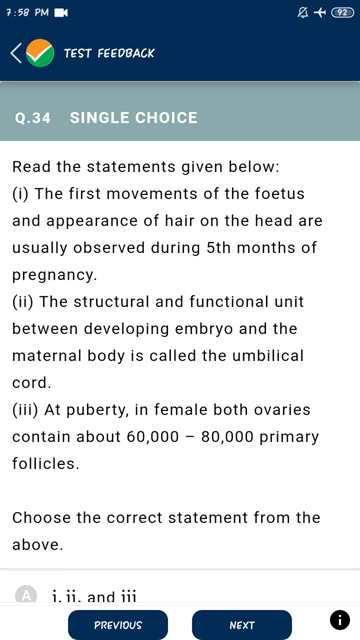 7:58 PM
92
TEST FEEDBACK
Q.34 SINGLE CHOICE
Read the statements given below:
(i) The first movements of the foetus
and appearance of hair on the head are
usually observed during 5th months of
pregnancy.
(ii) The structural and functional unit
between developing embryo and the
maternal body is called the umbilical
cord.
(iii) At puberty, in female both ovaries
contain about 60,000 – 80,000 primary
follicles.
Choose the correct statement from the
above.
A i, ii, and iii
PREVIOUS NEXT